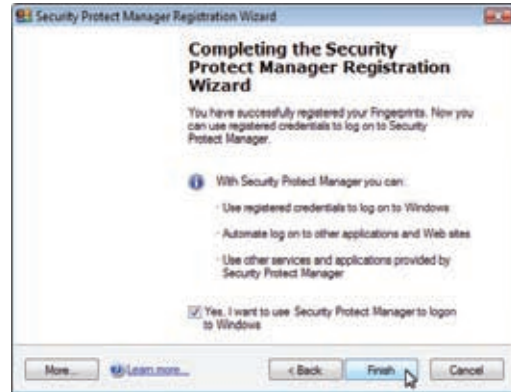 Security Protect Manager Registration Wizard
Completing the Security
Protect Manager Registration
Wizard
You have successfully registered your Fingerprints. Now you
can use registered credentials to log on to Security
Protect Manager.
With Security Protect Manager you can:
· Use registered credentials to log on to Windows
· Automate log on to other applications and Web sites
· Use other services and applications provided by
Security Protect Manager
Yes, I want to use Security Protect Manager to logon
to Windows
More...
Learn more...
< Back
Finish
Cancel